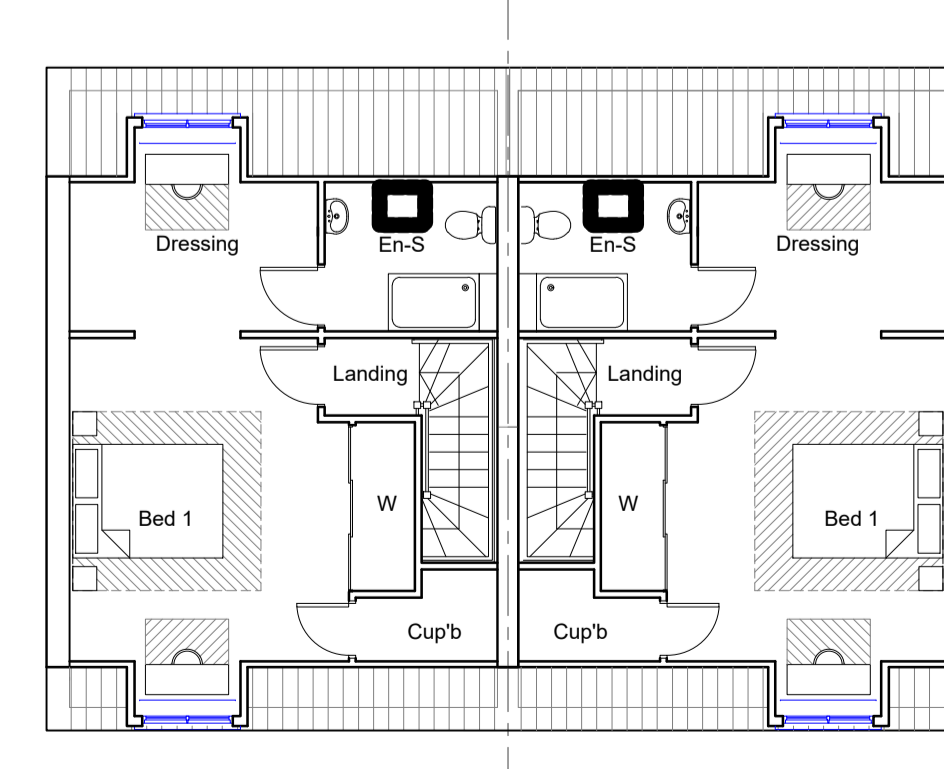 Dressing
En-S
En-S
Dressing
Landing
Landing
W
W
Bed 1
Bed 1
Cup'b
Cup'b